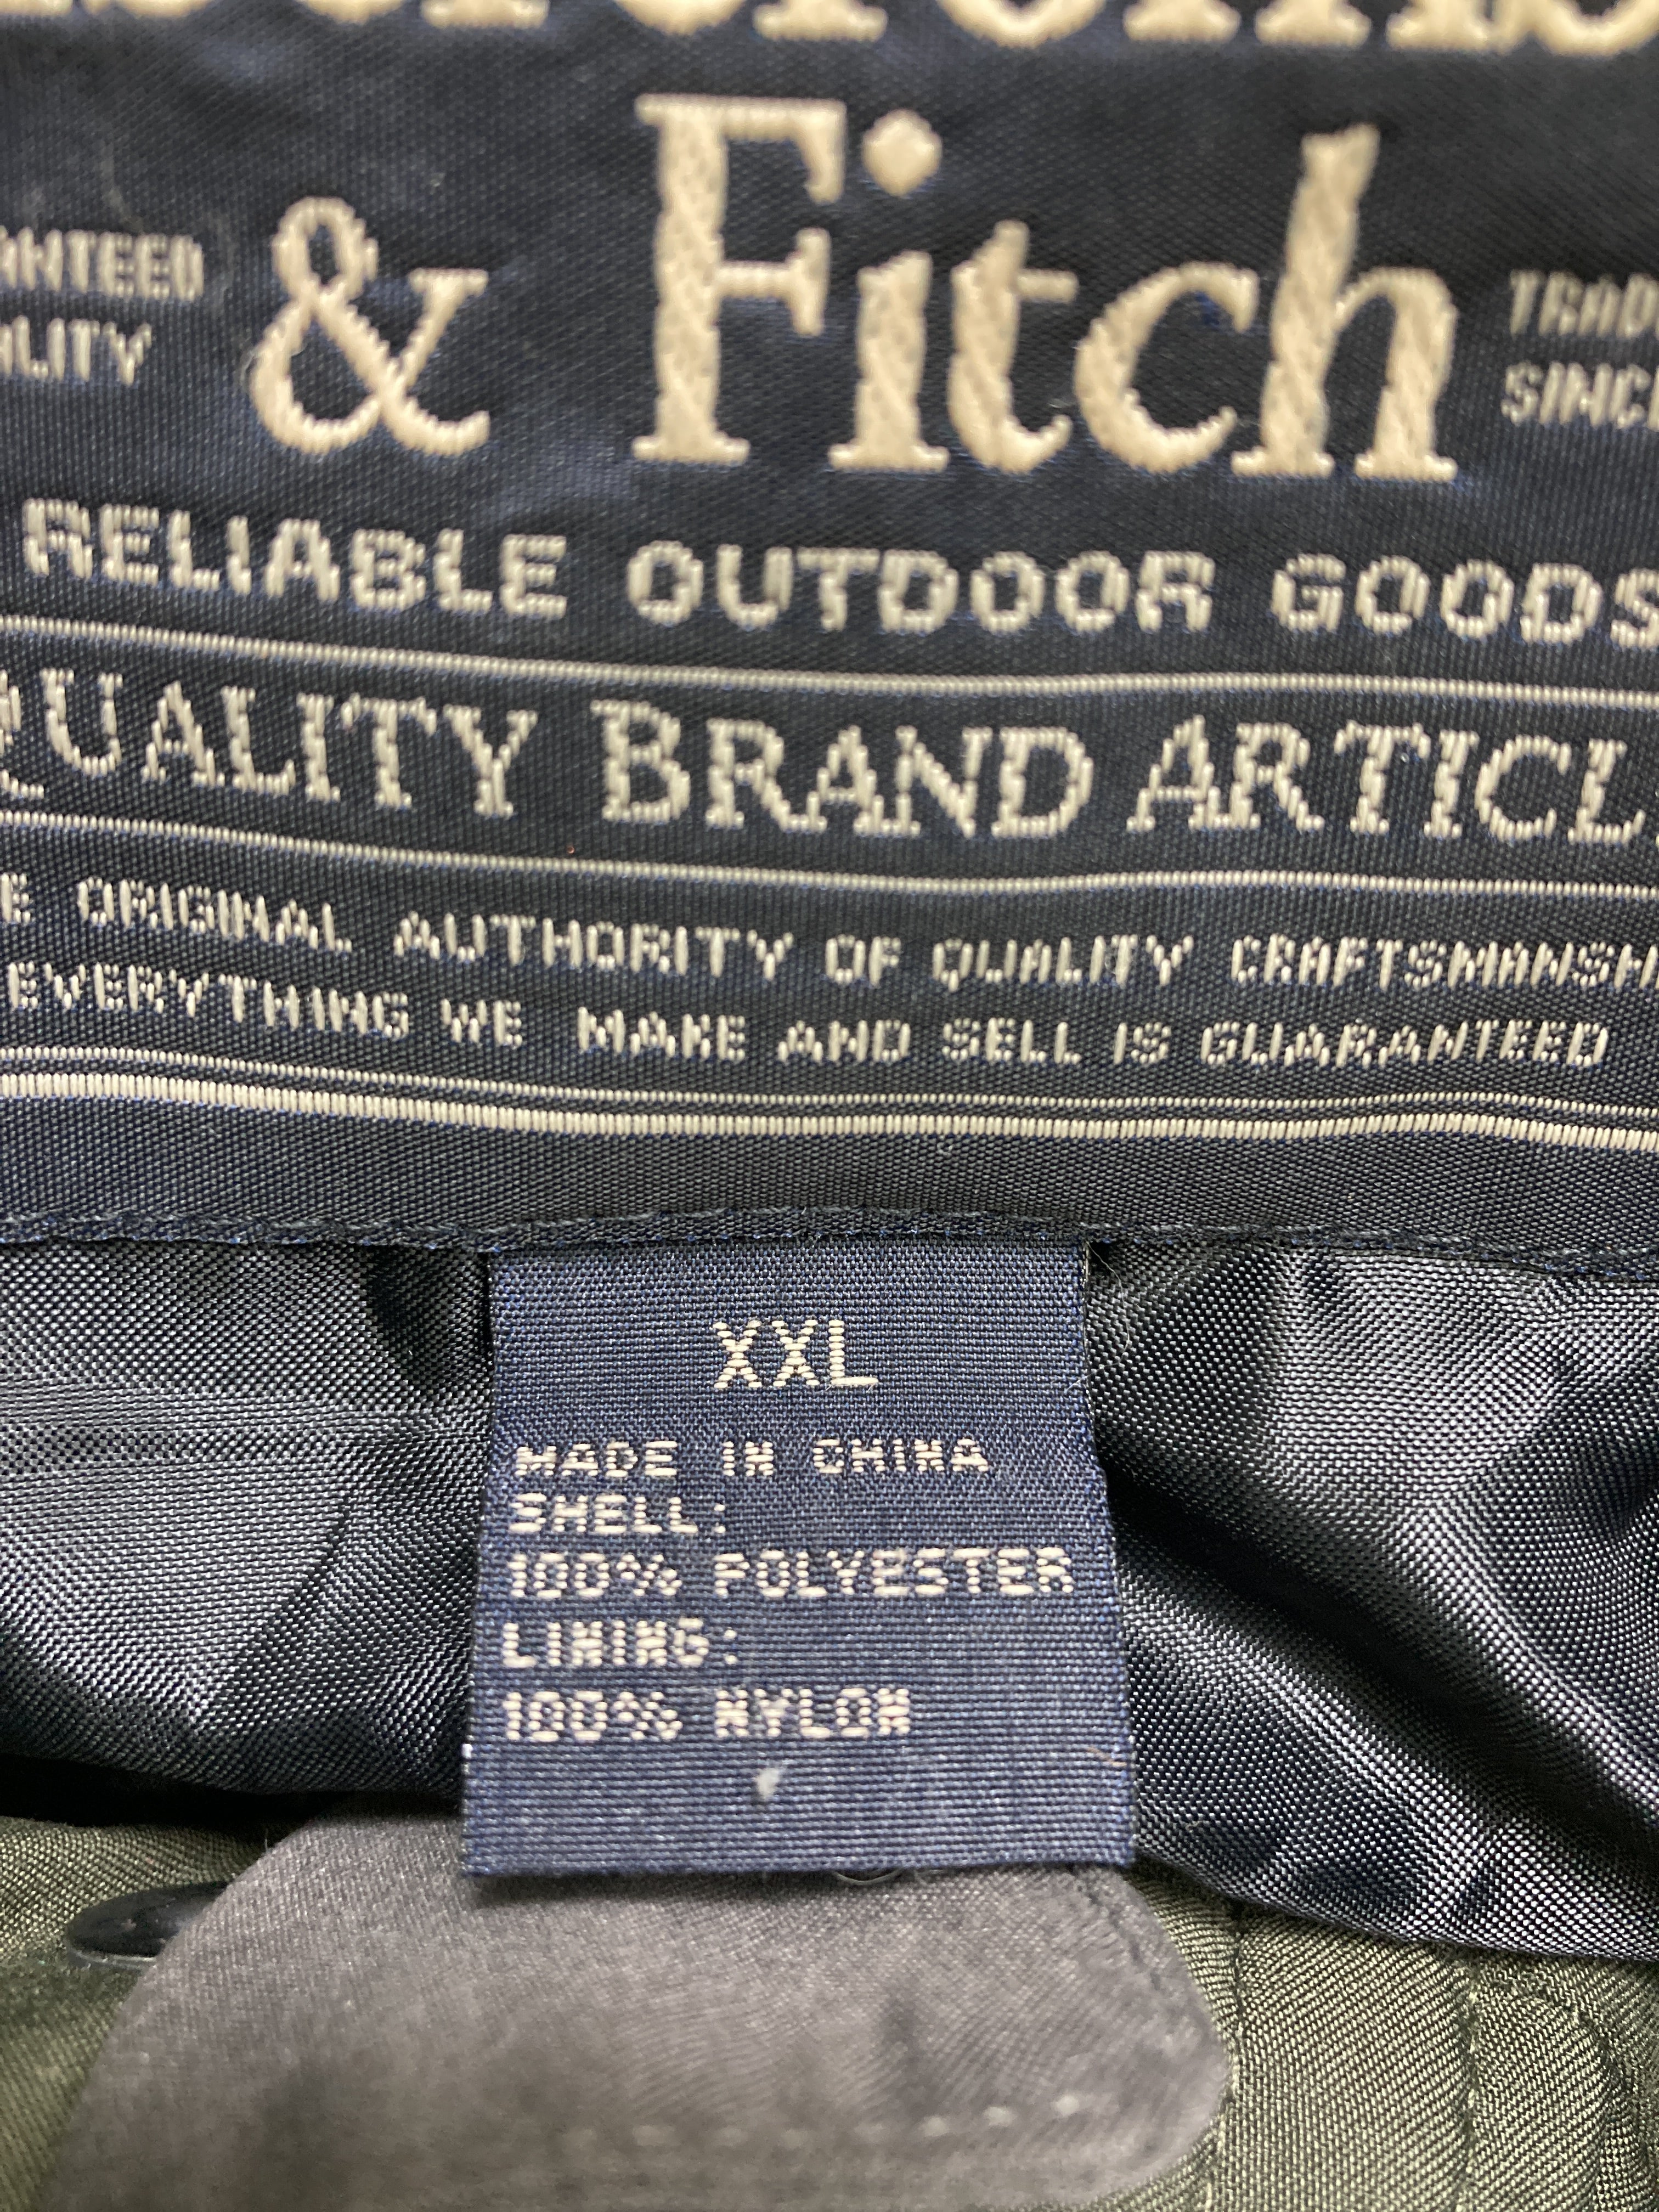 & Fitch
RELIABLE OUTDOOR GOODS
QUALITY BRAND ARTICL
ORIGINAL AUTHORITY OF QUALITY CRAFTSMANSH
EVERYTHING WE MAKE AND SELL IS GUARANTEED
XXL
MADE IN CHINA
SHELL:
100% POLYESTER
LINING:
100% NYLON